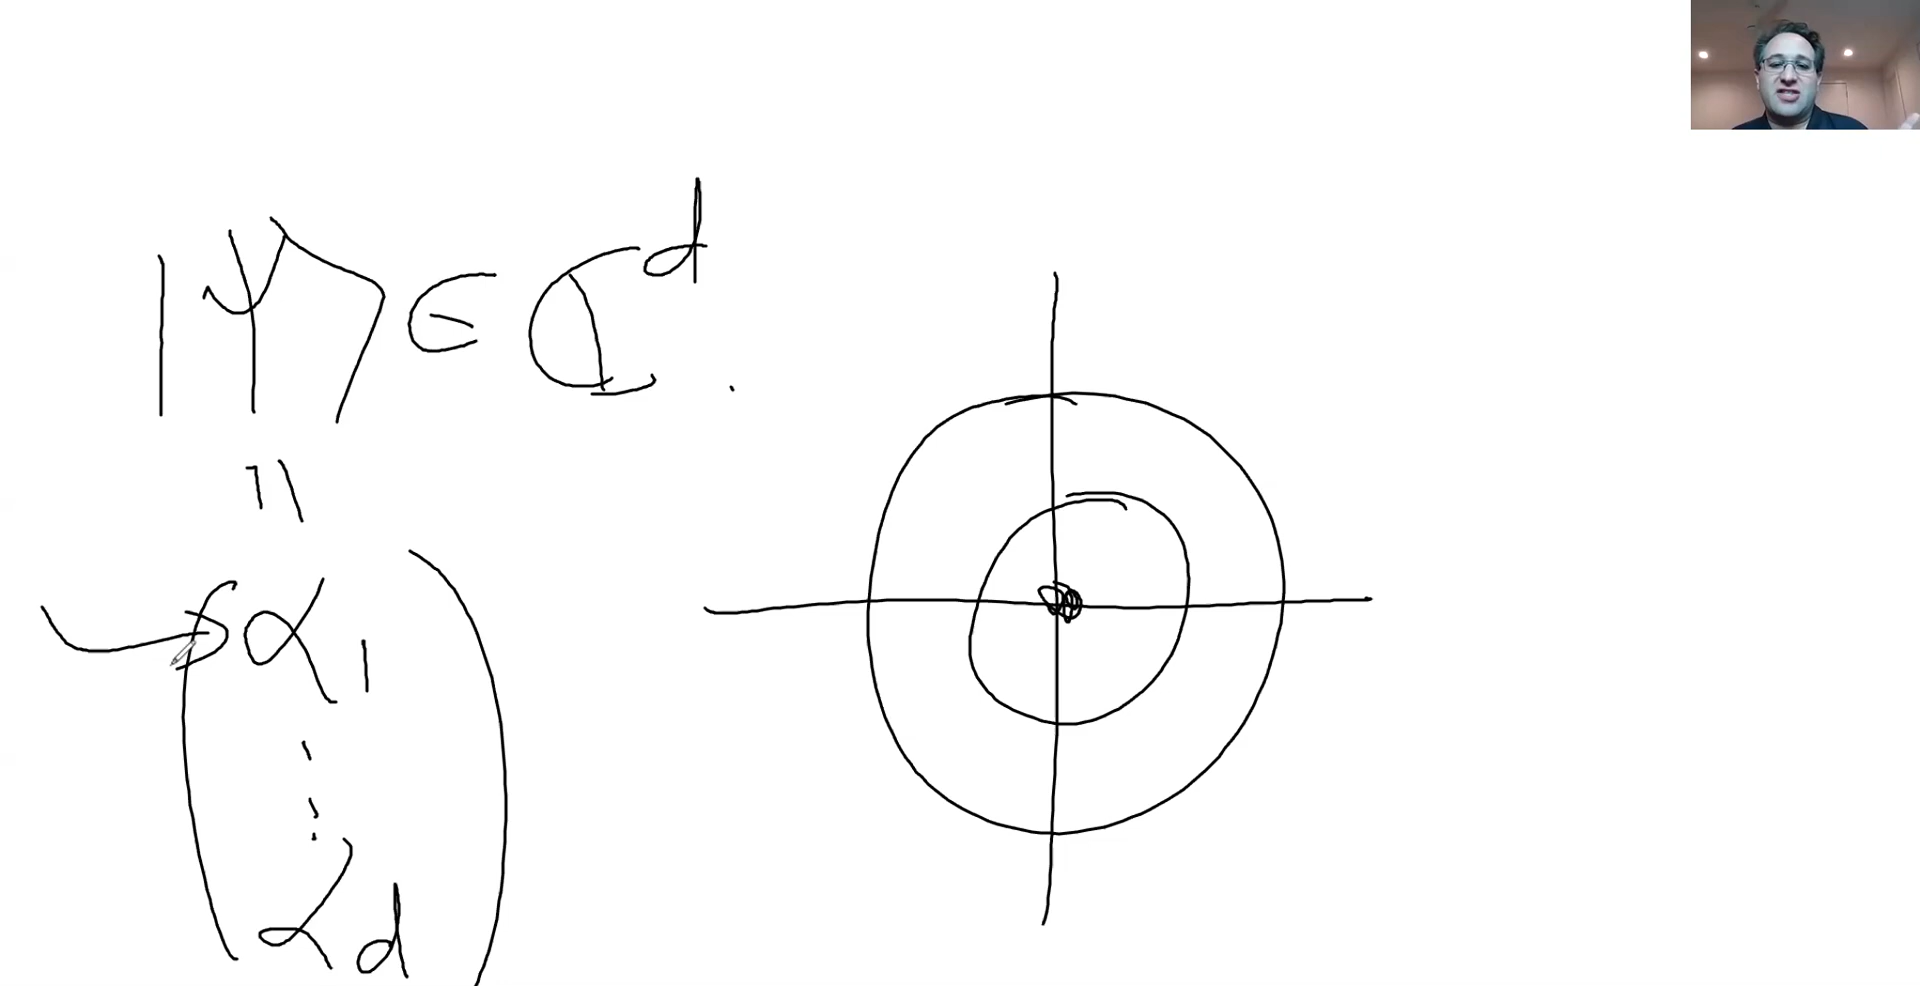 |ψ⟩ ∈ ℂ^d.
=
(α_1
⋮
α_d)